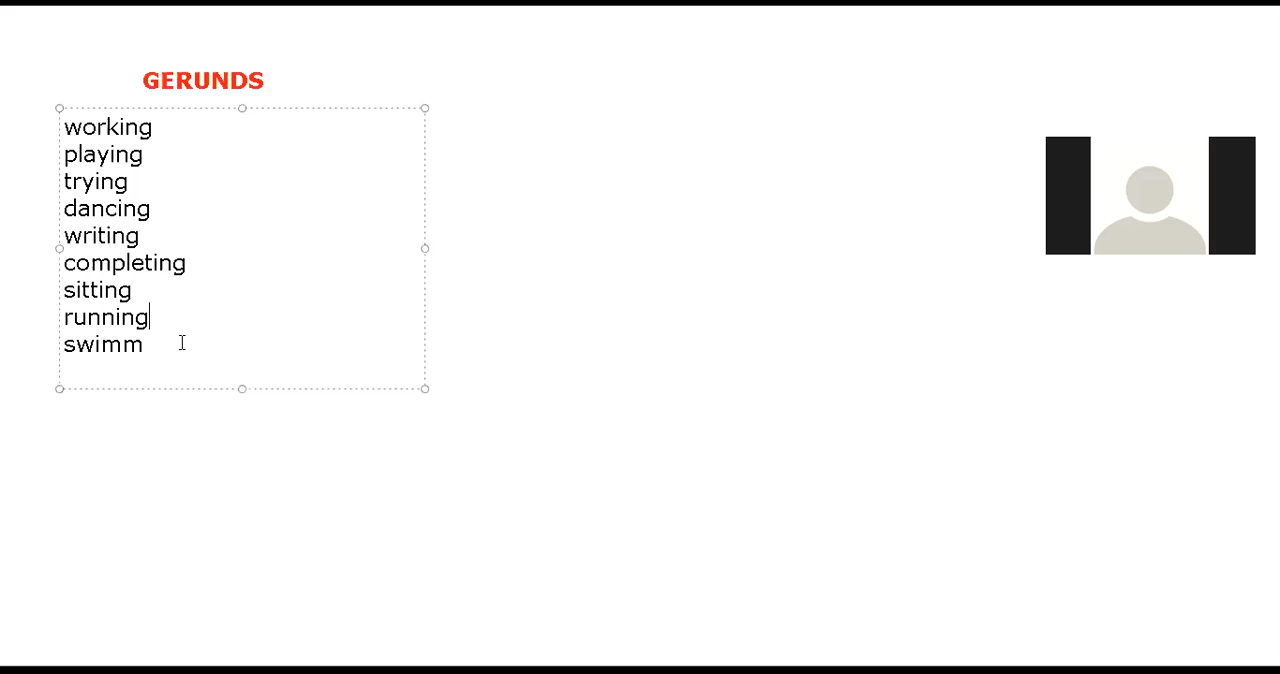 GERUNDS
working
playing
trying
dancing
writing
completing
sitting
running
swimm